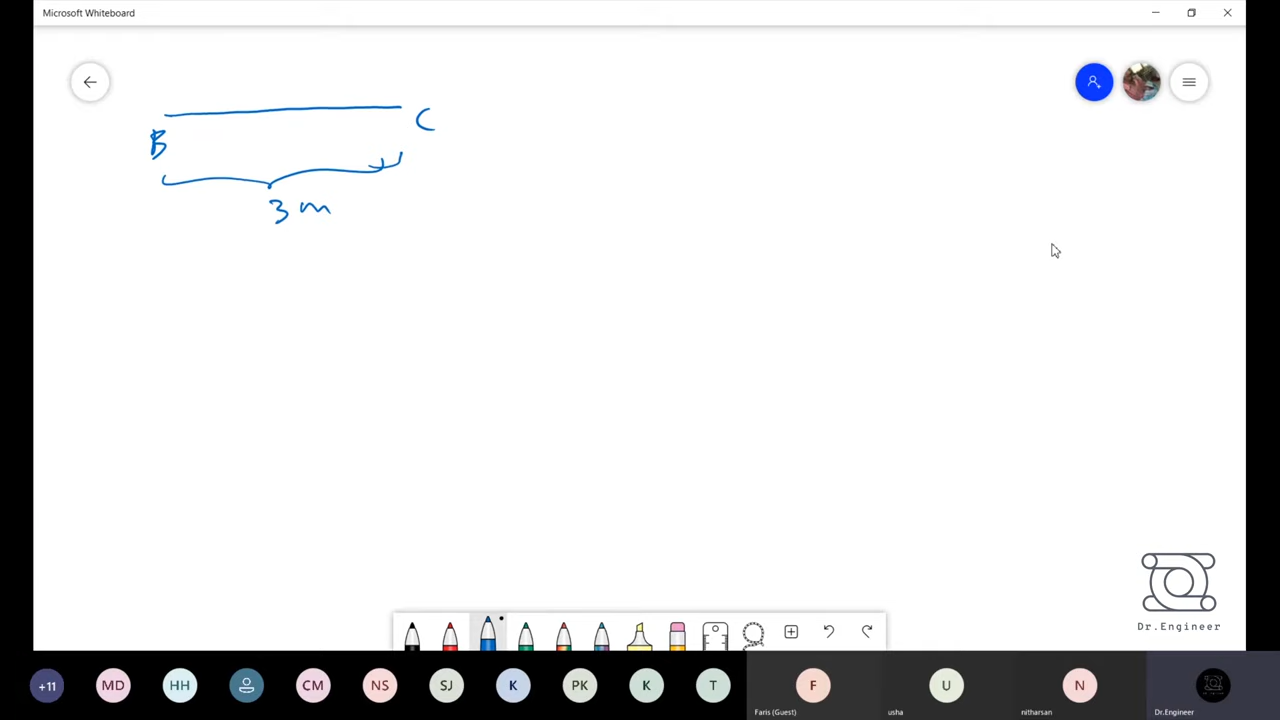 Microsoft Whiteboard
B
C
3 m
Dr.Engineer
+11
MD
HH
CM
NS
SJ
K
PK
K
T
F
Faris (Guest)
U
usha
N
nitharsan
Dr.Engineer